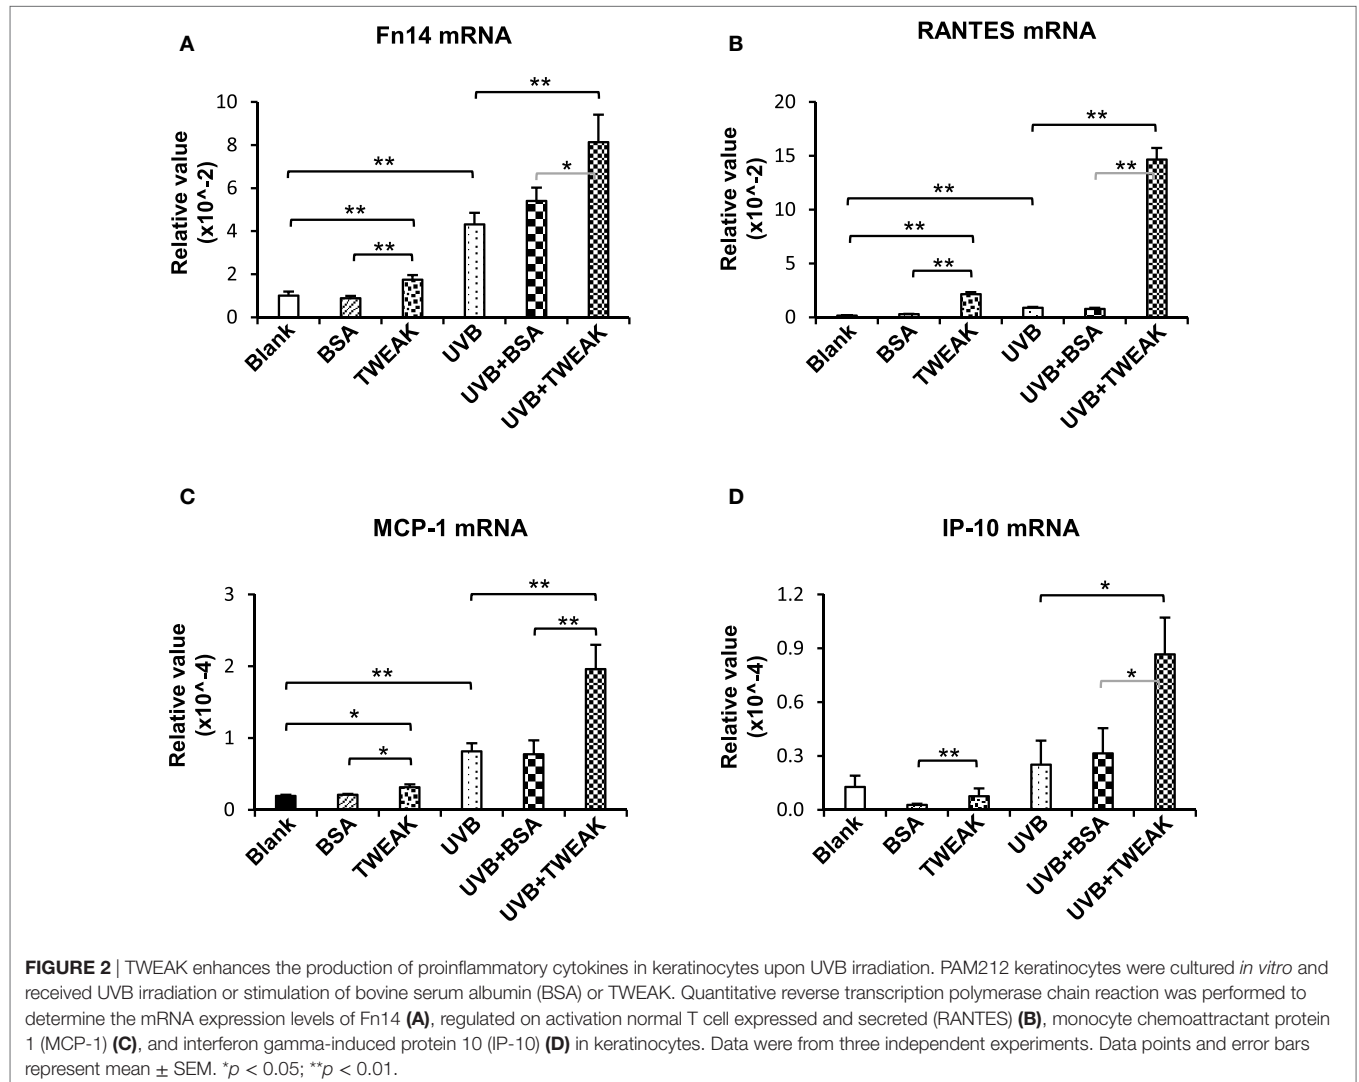 A
Fn14 mRNA
Relative value
(x10^-2)
10
8
6
4
2
0
**
**
**
**
*
**
Blank
BSA
TWEAK
UVB
UVB+BSA
UVB+TWEAK
B
RANTES mRNA
Relative value
(x10^-2)
20
15
10
5
0
**
**
**
**
**
Blank
BSA
TWEAK
UVB
UVB+BSA
UVB+TWEAK
C
MCP-1 mRNA
Relative value
(x10^-4)
3
2
1
0
**
**
**
*
*
Blank
BSA
TWEAK
UVB
UVB+BSA
UVB+TWEAK
D
IP-10 mRNA
Relative value
(x10^-4)
1.2
0.9
0.6
0.3
0.0
*
*
**
Blank
BSA
TWEAK
UVB
UVB+BSA
UVB+TWEAK
FIGURE 2 | TWEAK enhances the production of proinflammatory cytokines in keratinocytes upon UVB irradiation. PAM212 keratinocytes were cultured in vitro and
received UVB irradiation or stimulation of bovine serum albumin (BSA) or TWEAK. Quantitative reverse transcription polymerase chain reaction was performed to
determine the mRNA expression levels of Fn14 (A), regulated on activation normal T cell expressed and secreted (RANTES) (B), monocyte chemoattractant protein
1 (MCP-1) (C), and interferon gamma-induced protein 10 (IP-10) (D) in keratinocytes. Data were from three independent experiments. Data points and error bars
represent mean ± SEM. *p < 0.05; **p < 0.01.